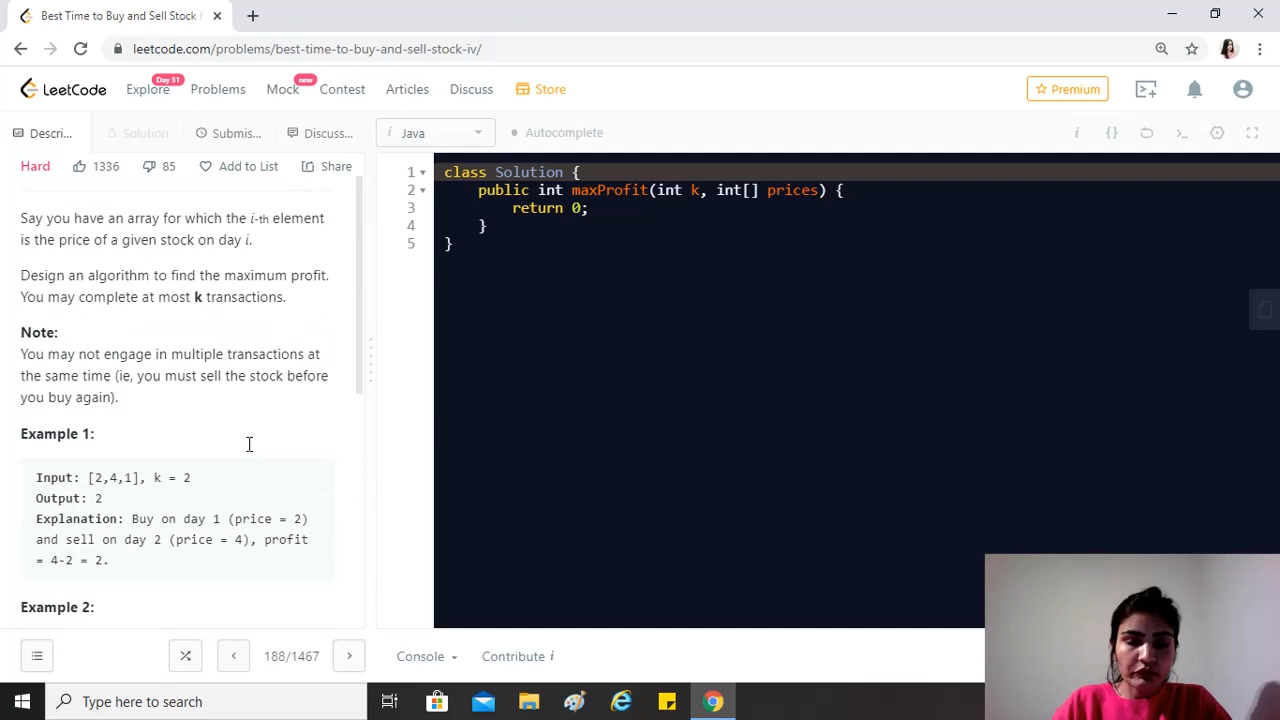 Best Time to Buy and Sell Stock I
leetcode.com/problems/best-time-to-buy-and-sell-stock-iv/
LeetCode
Explore
Day 31
Problems
Mock
new
Contest
Articles
Discuss
Store
Premium
Descri...
Solution
Submis...
Discuss...
i Java
Autocomplete
i
{}
Hard
1336
85
Add to List
Share
Say you have an array for which the i-th element
is the price of a given stock on day i.
Design an algorithm to find the maximum profit.
You may complete at most k transactions.
Note:
You may not engage in multiple transactions at
the same time (ie, you must sell the stock before
you buy again).
Example 1:
Input: [2,4,1], k = 2
Output: 2
Explanation: Buy on day 1 (price = 2)
and sell on day 2 (price = 4), profit
= 4-2 = 2.
Example 2:
1 class Solution {
2 public int maxProfit(int k, int[] prices) {
3 return 0;
4 }
5 }
188/1467
Console
Contribute i
Type here to search